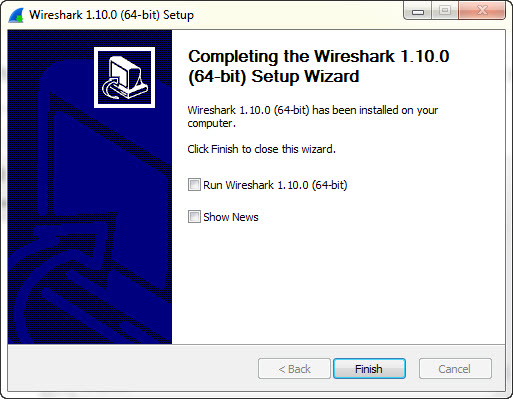 Wireshark 1.10.0 (64-bit) Setup
Completing the Wireshark 1.10.0
(64-bit) Setup Wizard
Wireshark 1.10.0 (64-bit) has been installed on your
computer.
Click Finish to close this wizard.
Run Wireshark 1.10.0 (64-bit)
Show News
< Back
Finish
Cancel